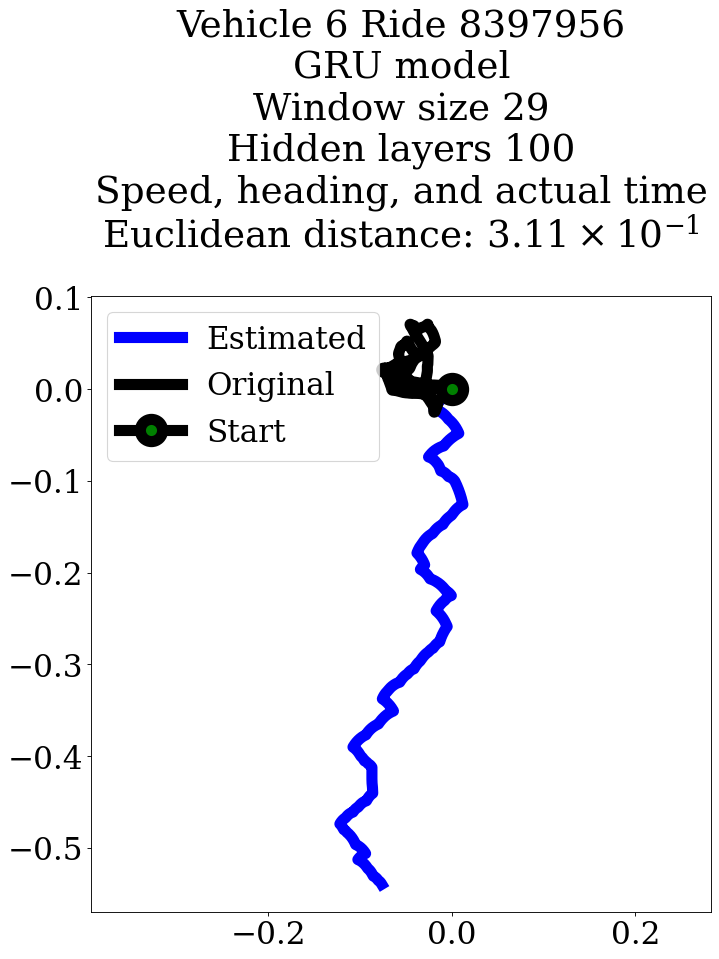 Vehicle 6 Ride 8397956
GRU model
Window size 29
Hidden layers 100
Speed, heading, and actual time
Euclidean distance: 3.11 × 10⁻¹
0.1
Estimated
0.0
Original
Start
−0.1
−0.2
−0.3
−0.4
−0.5
−0.2 0.0 0.2